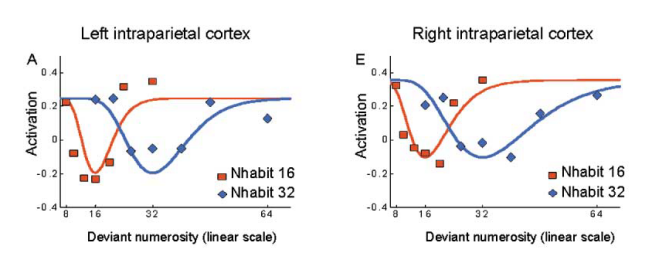 Left intraparietal cortex
A
Activation
0.4
0.2
0
-0.2
-0.4
8 16 32 64
Nhabit 16
Nhabit 32
Deviant numerosity (linear scale)
Right intraparietal cortex
E
Activation
0.4
0.2
0
-0.2
-0.4
8 16 32 64
Nhabit 16
Nhabit 32
Deviant numerosity (linear scale)